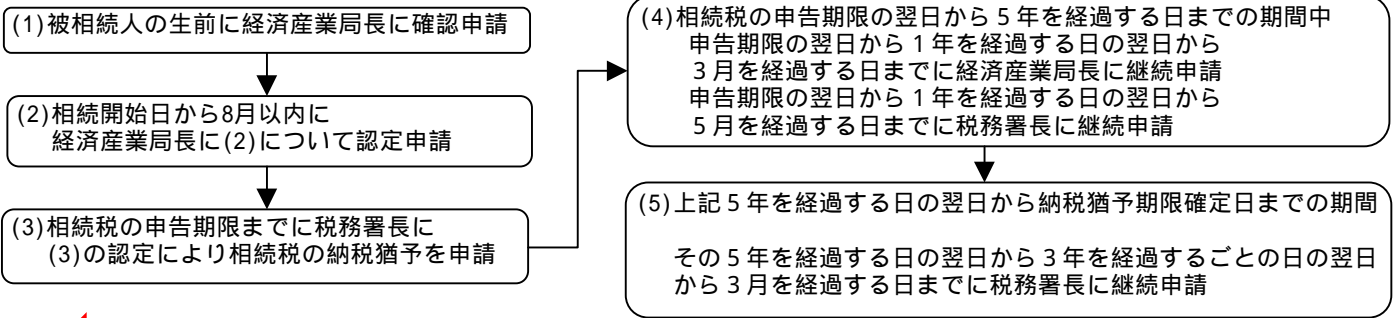 (1)被相続人の生前に経済産業局長に確認申請
(2)相続開始日から8月以内に
経済産業局長に(2)について認定申請
(3)相続税の申告期限までに税務署長に
(3)の認定により相続税の納税猶予を申請
(4)相続税の申告期限の翌日から5年を経過する日までの期間中
申告期限の翌日から1年を経過する日の翌日から
3月を経過する日までに経済産業局長に継続申請
申告期限の翌日から1年を経過する日の翌日から
5月を経過する日までに税務署長に継続申請
(5)上記5年を経過する日の翌日から納税猶予期限確定日までの期間
その5年を経過する日の翌日から3年を経過するごとの日の翌日
から3月を経過する日までに税務署長に継続申請